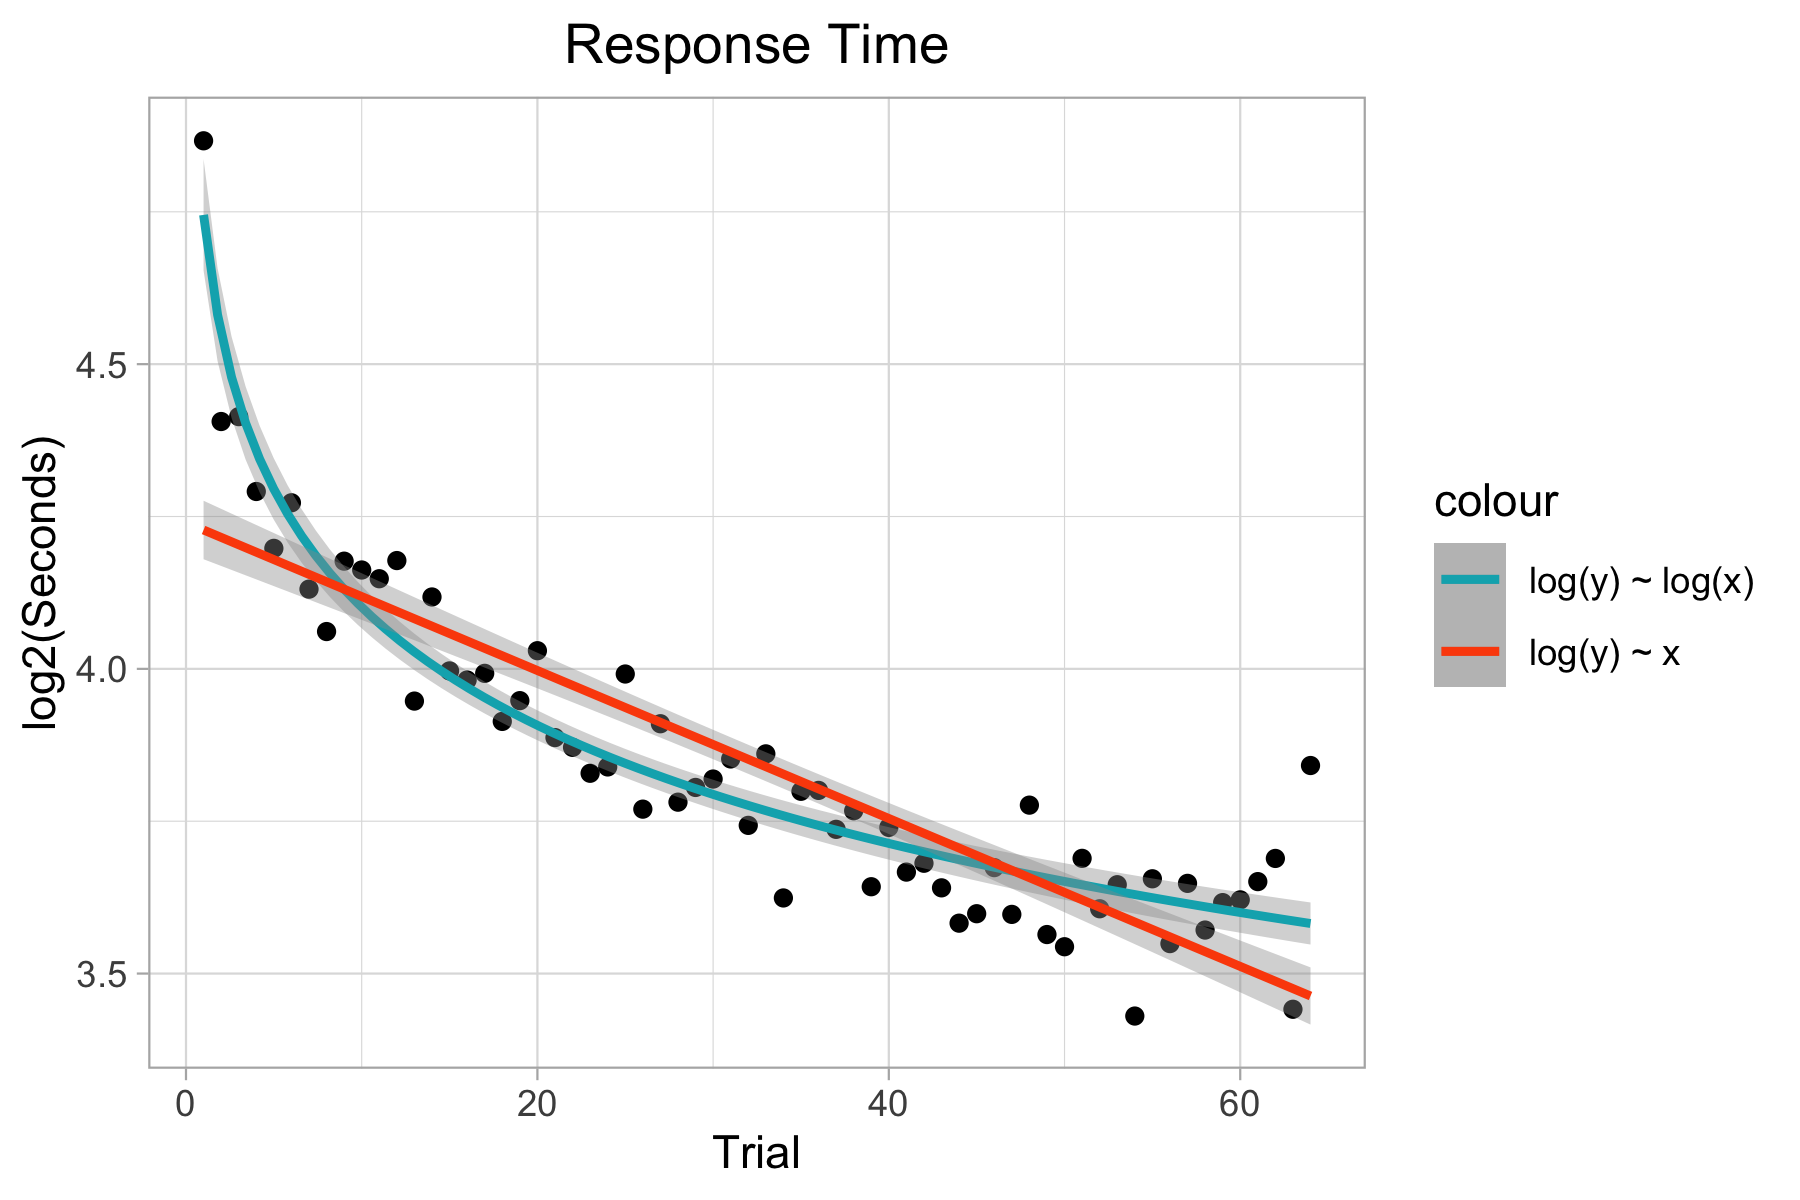 Response Time
log2(Seconds)
4.5
4.0
3.5
0 20 40 60
Trial
colour
log(y) ~ log(x)
log(y) ~ x